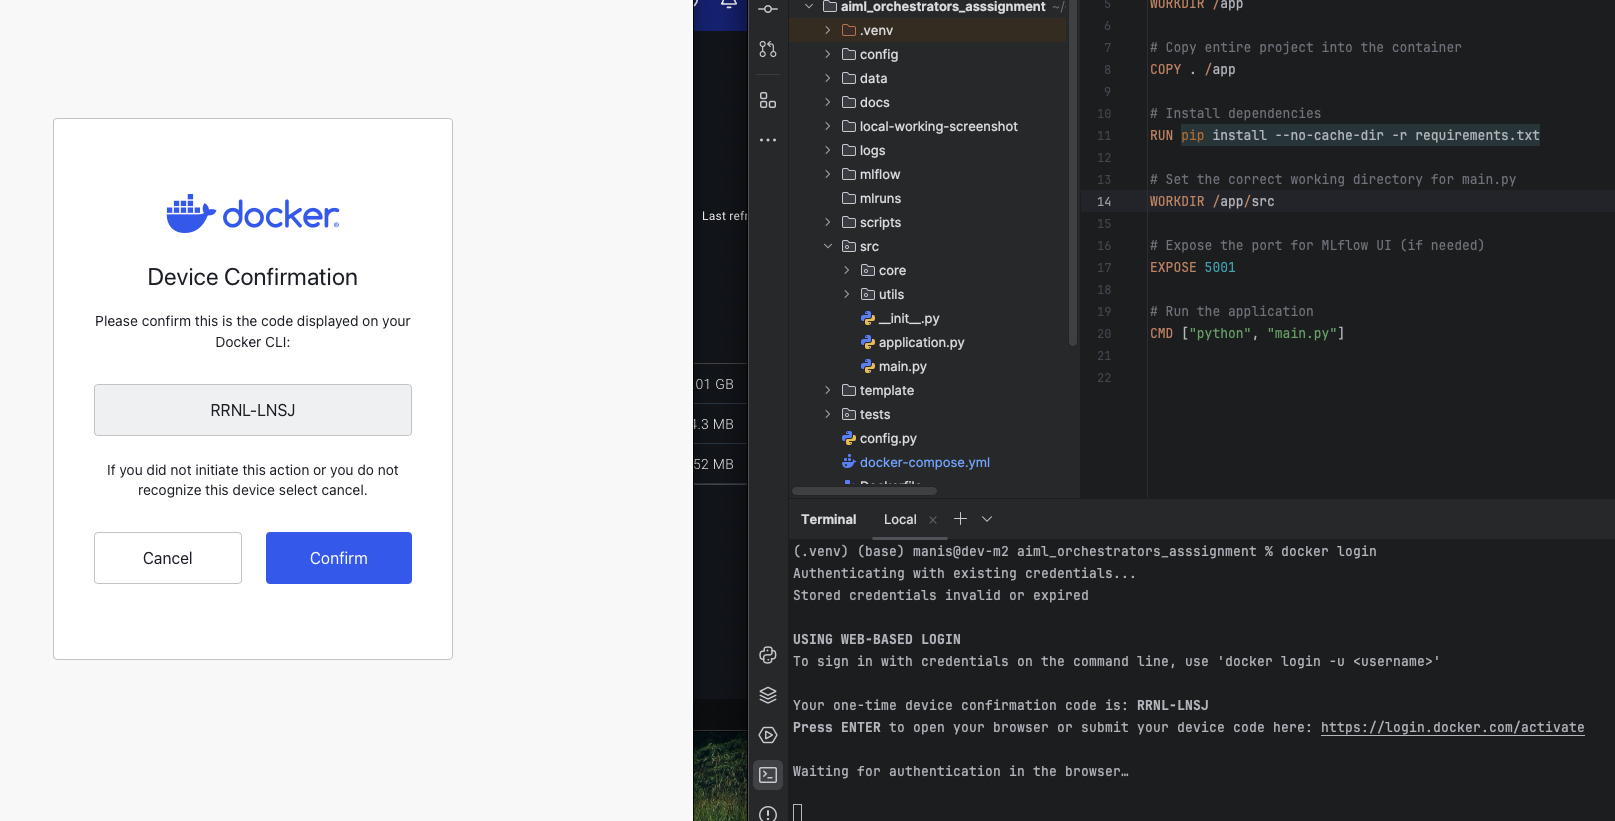 docker
Device Confirmation
Please confirm this is the code displayed on your
Docker CLI:
RRNL-LNSJ
If you did not initiate this action or you do not
recognize this device select cancel.
Cancel
Confirm
Last refr
01 GB
4.3 MB
52 MB
aiml_orchestrators_asssignment ~/
.venv
config
data
docs
local-working-screenshot
logs
mlflow
mlruns
scripts
src
core
utils
__init__.py
application.py
main.py
template
tests
config.py
docker-compose.yml
Dockerfile
5 WORKDIR /app
6
7 # Copy entire project into the container
8 COPY . /app
9
10 # Install dependencies
11 RUN pip install --no-cache-dir -r requirements.txt
12
13 # Set the correct working directory for main.py
14 WORKDIR /app/src
15
16 # Expose the port for MLflow UI (if needed)
17 EXPOSE 5001
18
19 # Run the application
20 CMD ["python", "main.py"]
21
22
Terminal Local
(.venv) (base) manis@dev-m2 aiml_orchestrators_asssignment % docker login
Authenticating with existing credentials...
Stored credentials invalid or expired
USING WEB-BASED LOGIN
To sign in with credentials on the command line, use 'docker login -u <username>'
Your one-time device confirmation code is: RRNL-LNSJ
Press ENTER to open your browser or submit your device code here: https://login.docker.com/activate
Waiting for authentication in the browser…